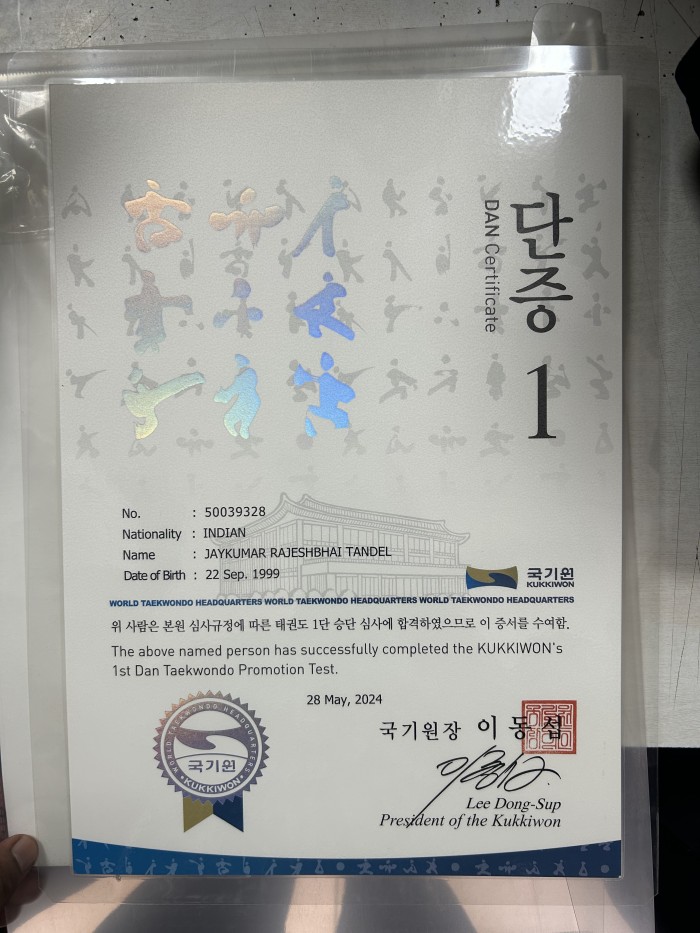 단증
DAN Certificate
1
No. : 50039328
Nationality : INDIAN
Name : JAYKUMAR RAJESHBHAI TANDEL
Date of Birth : 22 Sep. 1999
국기원
KUKKIWON
WORLD TAEKWONDO HEADQUARTERS WORLD TAEKWONDO HEADQUARTERS WORLD TAEKWONDO HEADQUARTERS
위 사람은 본원 심사규정에 따른 태권도 1단 승단 심사에 합격하였으므로 이 증서를 수여함.
The above named person has successfully completed the KUKKIWON's
1st Dan Taekwondo Promotion Test.
28 May, 2024
WORLD TAEKWONDO HEADQUARTERS
국기원
KUKKIWON
국기원장 이동섭
Lee Dong-Sup
President of the Kukkiwon